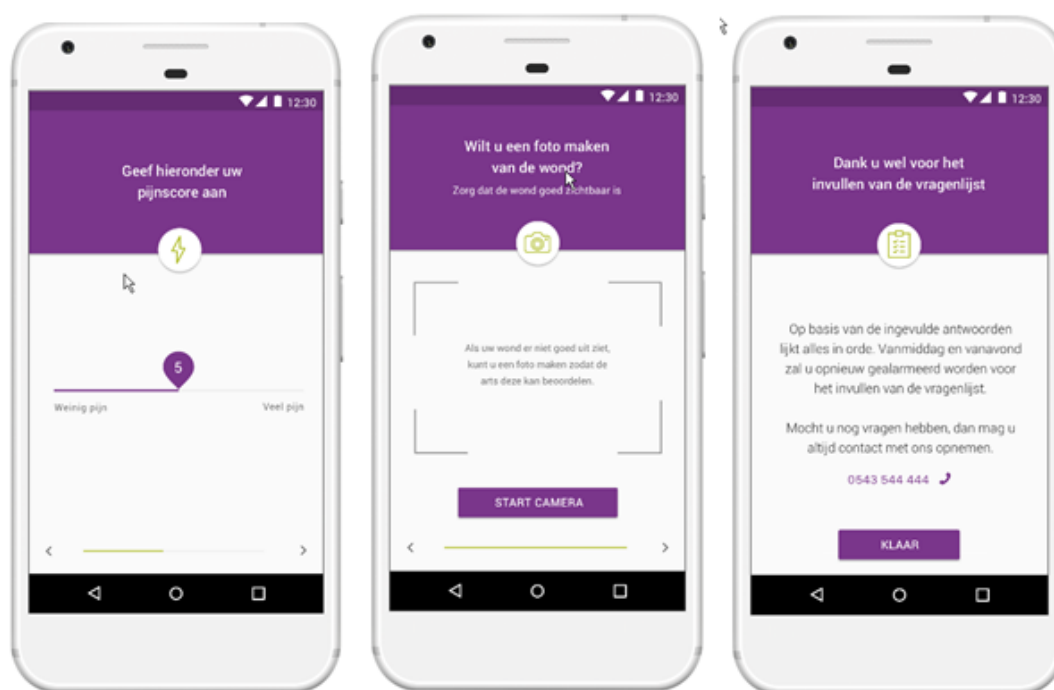 12:30
Geef hieronder uw
pijnscore aan
5
Weinig pijn
Veel pijn
12:30
Wilt u een foto maken
van de wond?
Zorg dat de wond goed zichtbaar is
Als uw wond er niet goed uit ziet,
kunt u een foto maken zodat de
arts deze kan beoordelen.
START CAMERA
12:30
Dank u wel voor het
invullen van de vragenlijst
Op basis van de ingevulde antwoorden
lijkt alles in orde. Vanmiddag en vanavond
zal u opnieuw gealarmeerd worden voor
het invullen van de vragenlijst.
Mocht u nog vragen hebben, dan mag u
altijd contact met ons opnemen.
0543 544 444
KLAAR